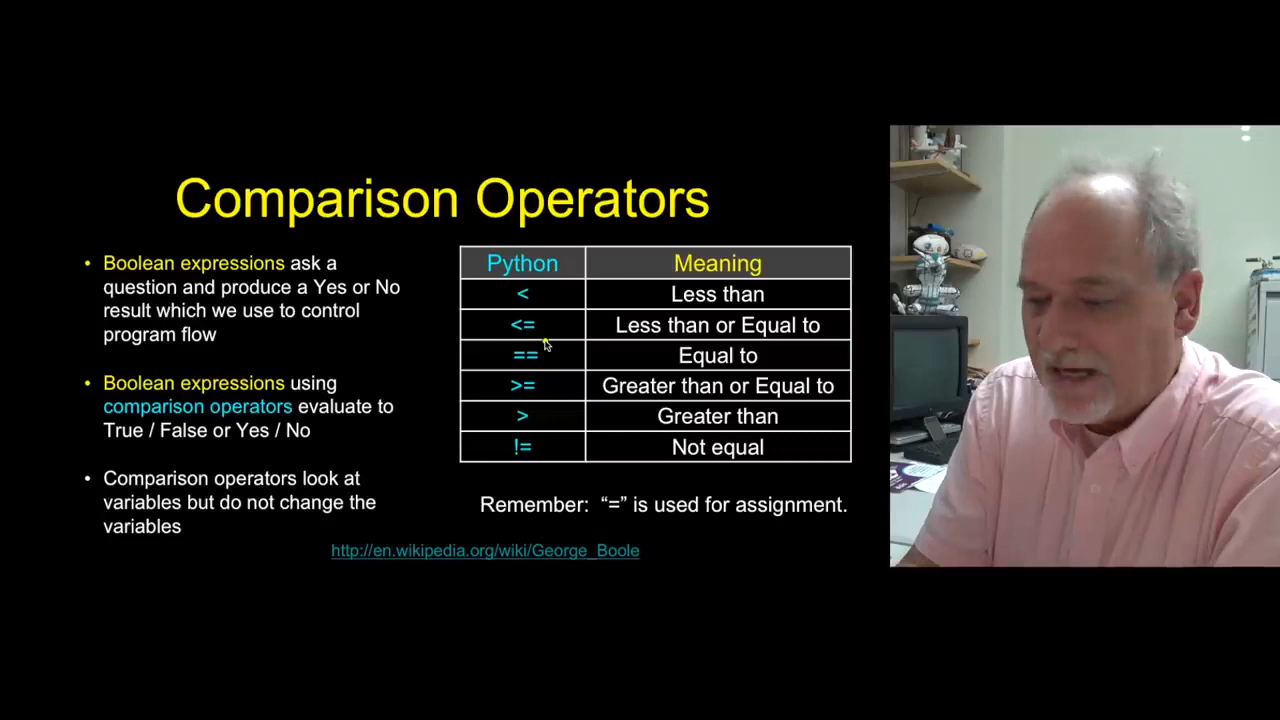 Comparison Operators
• Boolean expressions ask a
question and produce a Yes or No
result which we use to control
program flow
• Boolean expressions using
comparison operators evaluate to
True / False or Yes / No
• Comparison operators look at
variables but do not change the
variables
Python Meaning
< Less than
<= Less than or Equal to
== Equal to
>= Greater than or Equal to
> Greater than
!= Not equal
Remember: “=” is used for assignment.
http://en.wikipedia.org/wiki/George_Boole